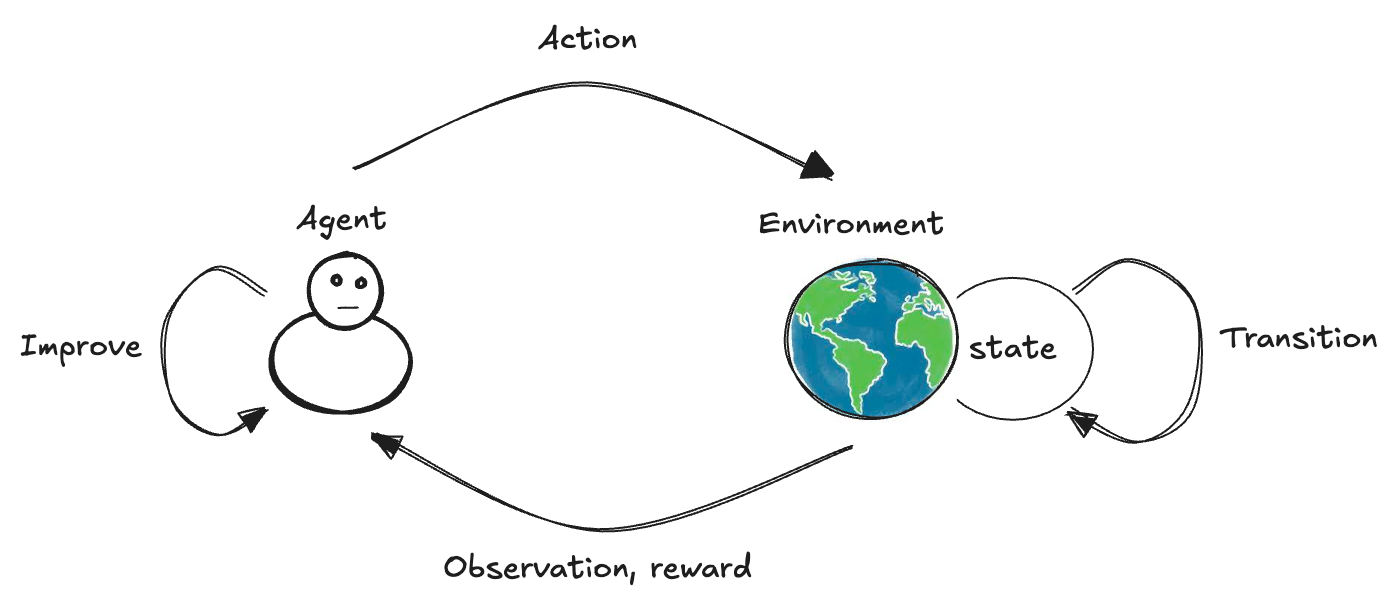 Action
Agent
Environment
Improve
state
Transition
Observation, reward